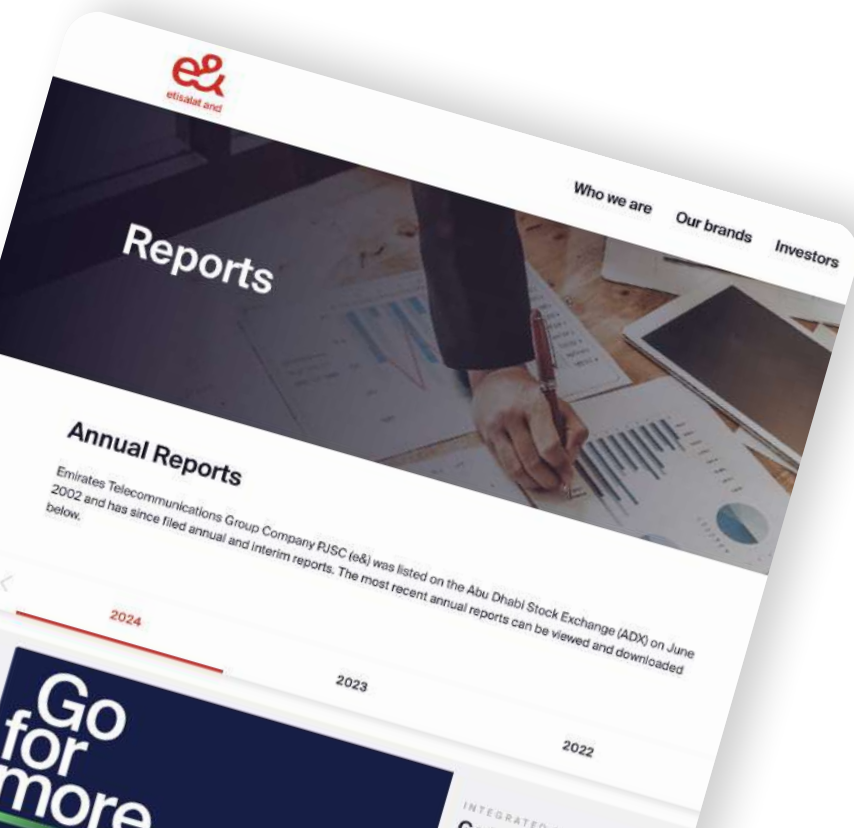 e&
etisalat and
Who we are
Our brands
Investors
Reports
Annual Reports
Emirates Telecommunications Group Company PJSC (e&) was listed on the Abu Dhabi Stock Exchange (ADX) on June
2002 and has since filed annual and interim reports. The most recent annual reports can be viewed and downloaded
below.
2024
2023
2022
Go
for
more